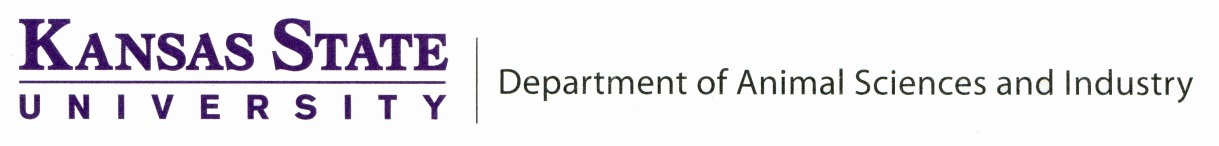 KANSAS STATE
UNIVERSITY
Department of Animal Sciences and Industry